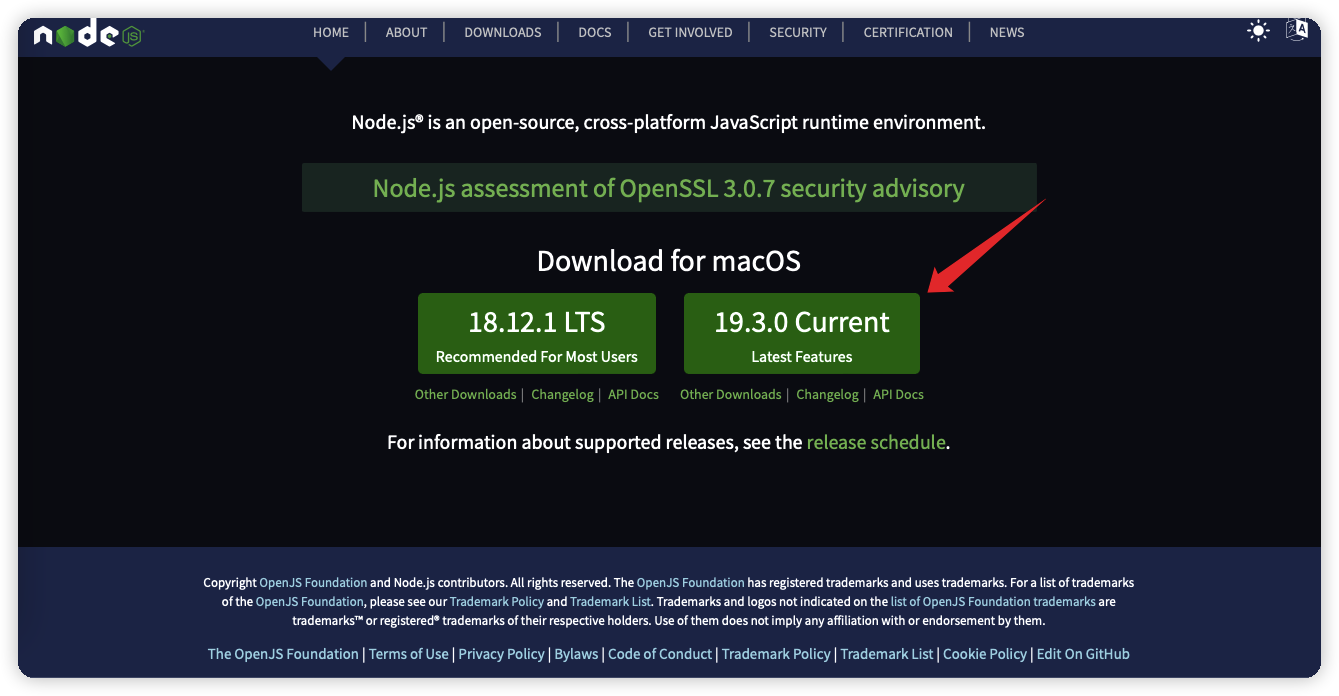 node JS
HOME | ABOUT | DOWNLOADS | DOCS | GET INVOLVED | SECURITY | CERTIFICATION | NEWS
Node.js® is an open-source, cross-platform JavaScript runtime environment.
Node.js assessment of OpenSSL 3.0.7 security advisory
Download for macOS
18.12.1 LTS
Recommended For Most Users
19.3.0 Current
Latest Features
Other Downloads | Changelog | API Docs
Other Downloads | Changelog | API Docs
For information about supported releases, see the release schedule.
Copyright OpenJS Foundation and Node.js contributors. All rights reserved. The OpenJS Foundation has registered trademarks and uses trademarks. For a list of trademarks
of the OpenJS Foundation, please see our Trademark Policy and Trademark List. Trademarks and logos not indicated on the list of OpenJS Foundation trademarks are
trademarks™ or registered® trademarks of their respective holders. Use of them does not imply any affiliation with or endorsement by them.
The OpenJS Foundation | Terms of Use | Privacy Policy | Bylaws | Code of Conduct | Trademark Policy | Trademark List | Cookie Policy | Edit On GitHub